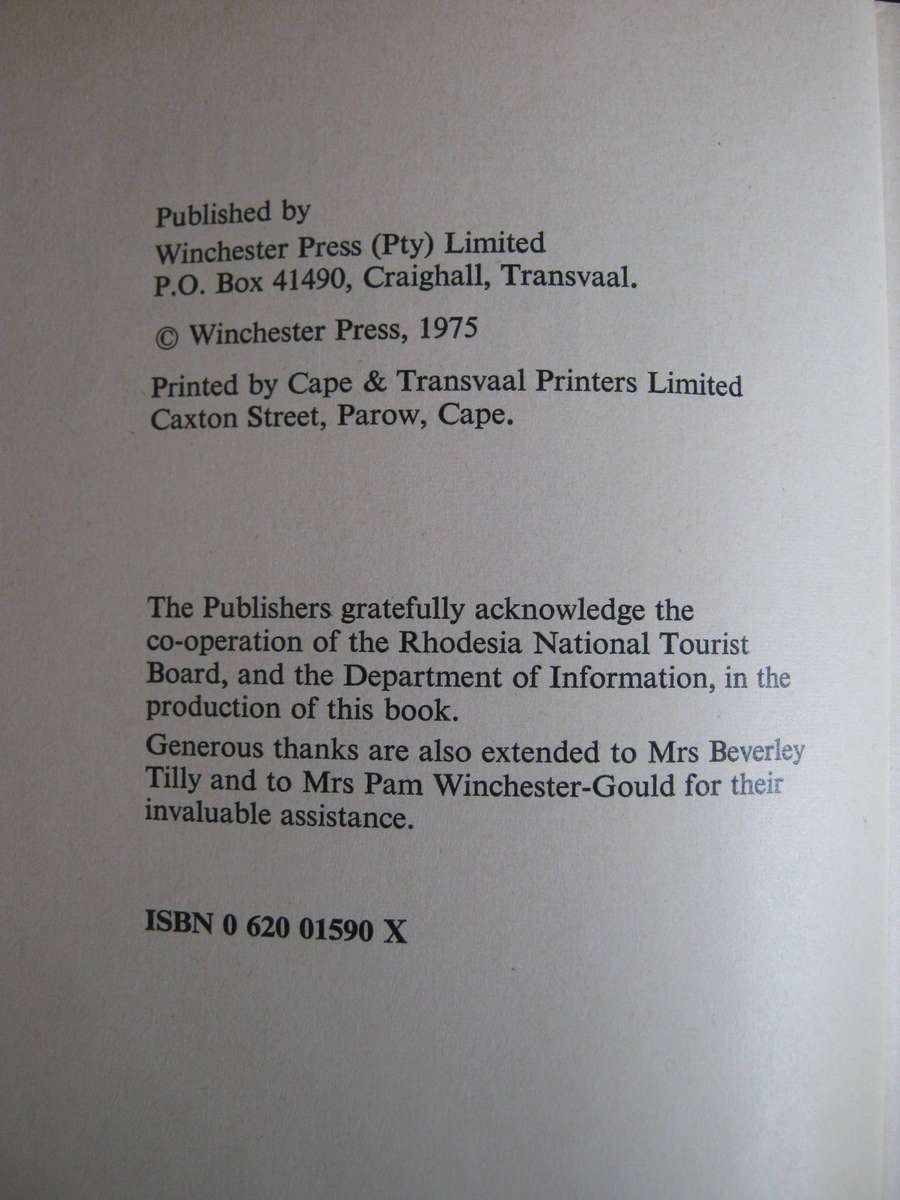 Published by
Winchester Press (Pty) Limited
P.O. Box 41490, Craighall, Transvaal.
© Winchester Press, 1975
Printed by Cape & Transvaal Printers Limited
Caxton Street, Parow, Cape.
The Publishers gratefully acknowledge the
co-operation of the Rhodesia National Tourist
Board, and the Department of Information, in the
production of this book.
Generous thanks are also extended to Mrs Beverley
Tilly and to Mrs Pam Winchester-Gould for their
invaluable assistance.
ISBN 0 620 01590 X